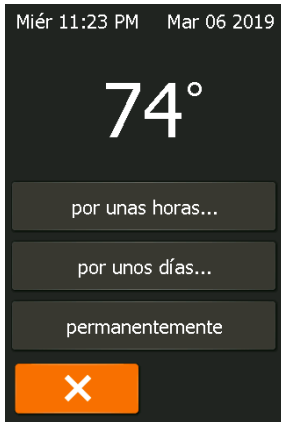 Miér 11:23 PM Mar 06 2019
74°
por unas horas...
por unos días...
permanentemente